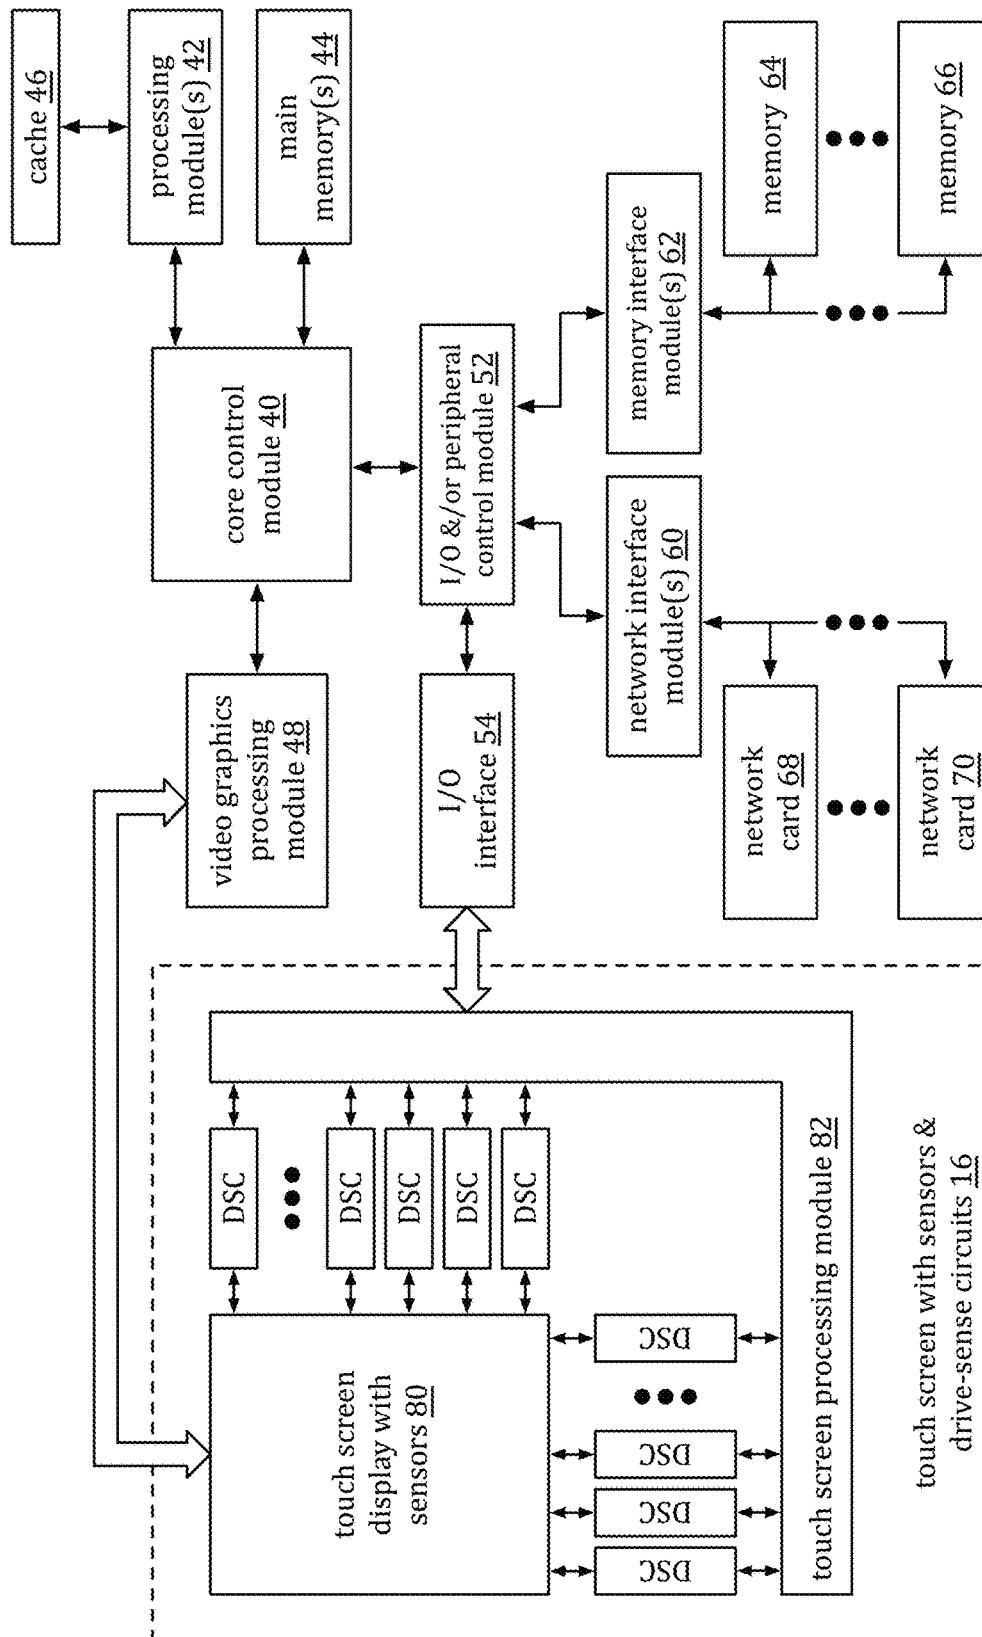 cache 46
processing
module(s) 42
main
memory(s) 44
core control
module 40
video graphics
processing
module 48
I/O &/or peripheral
control module 52
I/O
interface 54
memory interface
module(s) 62
network interface
module(s) 60
memory 64
memory 66
network
card 68
network
card 70
DSC
DSC
DSC
DSC
DSC
touch screen
display with
sensors 80
DSC
DSC
DSC
DSC
touch screen processing module 82
touch screen with sensors &
drive-sense circuits 16